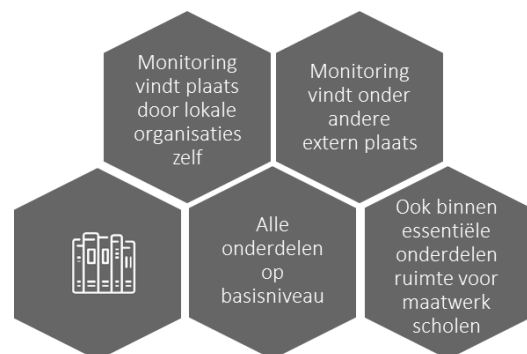 Monitoring
vindt plaats
door lokale
organisaties
zelf
Monitoring
vindt onder
andere
extern plaats
Alle
onderdelen
op
basisniveau
Ook binnen
essentiële
onderdelen
ruimte voor
maatwerk
scholen